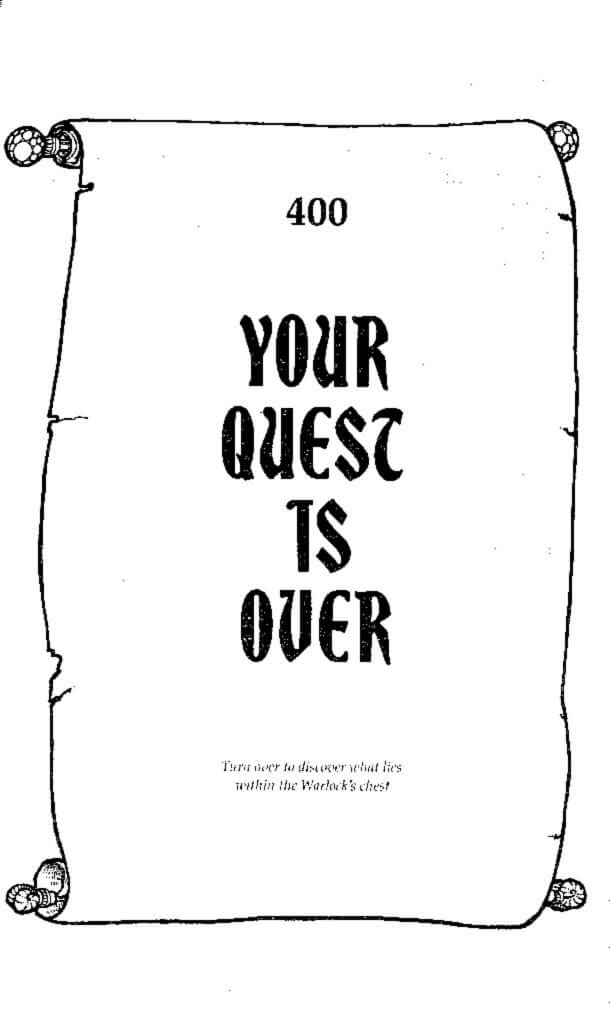 400
YOUR
QUEST
IS
OVER
Turn over to discover what lies
within the Warlock's chest